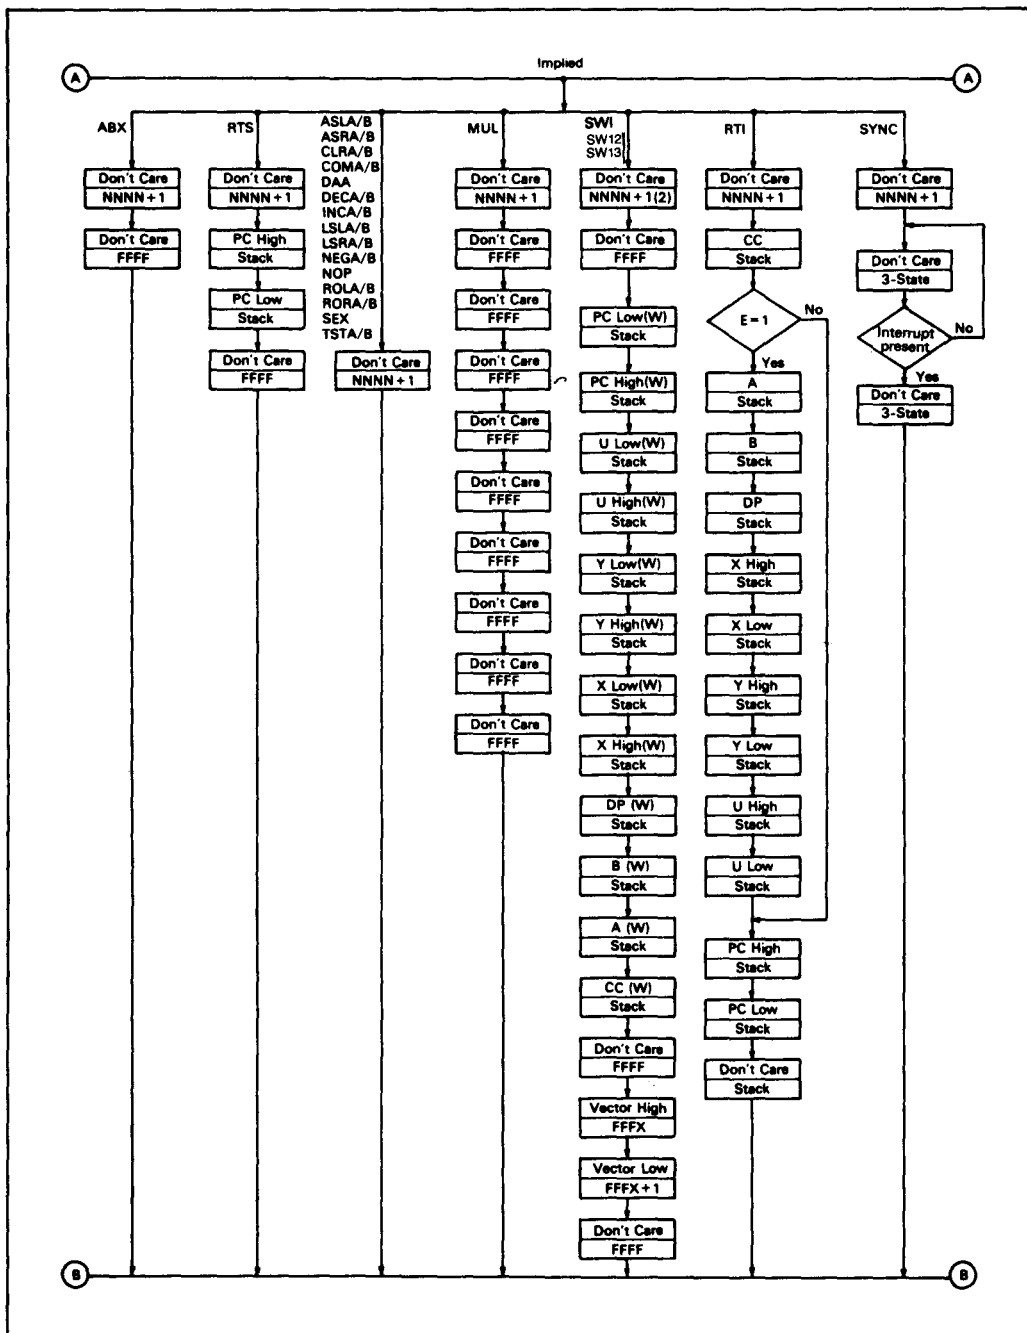 Implied
A
A
ABX
Don't Care
NNNN + 1
Don't Care
FFFF
RTS
Don't Care
NNNN + 1
PC High
Stack
PC Low
Stack
Don't Care
FFFF
ASLA/B
ASRA/B
CLRA/B
COMA/B
DAA
DECA/B
INCA/B
LSLA/B
LSRA/B
NEGA/B
NOP
ROLA/B
RORA/B
SEX
TSTA/B
Don't Care
NNNN + 1
MUL
Don't Care
NNNN + 1
Don't Care
FFFF
Don't Care
FFFF
Don't Care
FFFF
Don't Care
FFFF
Don't Care
FFFF
Don't Care
FFFF
Don't Care
FFFF
Don't Care
FFFF
Don't Care
FFFF
SWI
SW12
SW13
Don't Care
NNNN + 1(2)
Don't Care
FFFF
PC Low(W)
Stack
PC High(W)
Stack
U Low(W)
Stack
U High(W)
Stack
Y Low(W)
Stack
Y High(W)
Stack
X Low(W)
Stack
X High(W)
Stack
DP (W)
Stack
B (W)
Stack
A (W)
Stack
CC (W)
Stack
Don't Care
FFFF
Vector High
FFFX
Vector Low
FFFX + 1
Don't Care
FFFF
RTI
Don't Care
NNNN + 1
CC
Stack
E = 1
No
Yes
A
Stack
B
Stack
DP
Stack
X High
Stack
X Low
Stack
Y High
Stack
Y Low
Stack
U High
Stack
U Low
Stack
PC High
Stack
PC Low
Stack
Don't Care
Stack
SYNC
Don't Care
NNNN + 1
Don't Care
3-State
Interrupt
present
No
Yes
Don't Care
3-State
B
B